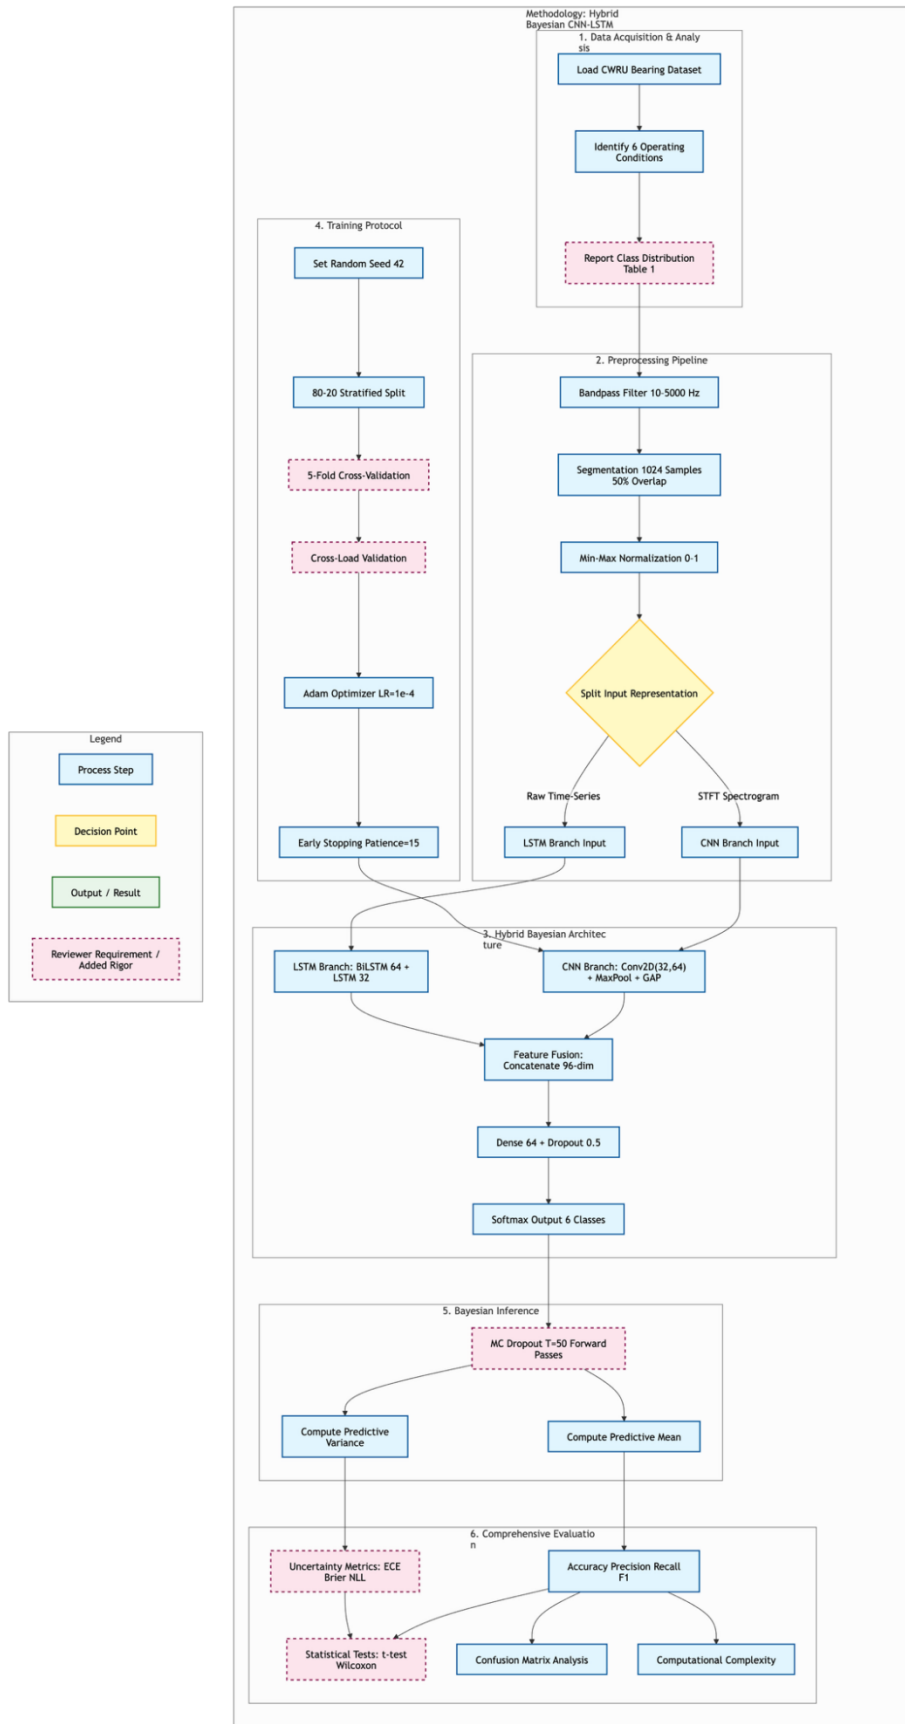 Methodology: Hybrid
Bayesian CNN-LSTM
1. Data Acquisition & Analy
sis
Load CWRU Bearing Dataset
Identify 6 Operating
Conditions
Report Class Distribution
Table 1
4. Training Protocol
Set Random Seed 42
80-20 Stratified Split
5-Fold Cross-Validation
Cross-Load Validation
Adam Optimizer LR=1e-4
Early Stopping Patience=15
2. Preprocessing Pipeline
Bandpass Filter 10-5000 Hz
Segmentation 1024 Samples
50% Overlap
Min-Max Normalization 0-1
Split Input Representation
Raw Time-Series
STFT Spectrogram
LSTM Branch Input
CNN Branch Input
Legend
Process Step
Decision Point
Output / Result
Reviewer Requirement /
Added Rigor
3. Hybrid Bayesian Architec
ture
LSTM Branch: BiLSTM 64 +
LSTM 32
CNN Branch: Conv2D(32,64)
+ MaxPool + GAP
Feature Fusion:
Concatenate 96-dim
Dense 64 + Dropout 0.5
Softmax Output 6 Classes
5. Bayesian Inference
MC Dropout T=50 Forward
Passes
Compute Predictive
Variance
Compute Predictive Mean
6. Comprehensive Evaluatio
n
Uncertainty Metrics: ECE
Brier NLL
Accuracy Precision Recall
F1
Statistical Tests: t-test
Wilcoxon
Confusion Matrix Analysis
Computational Complexity